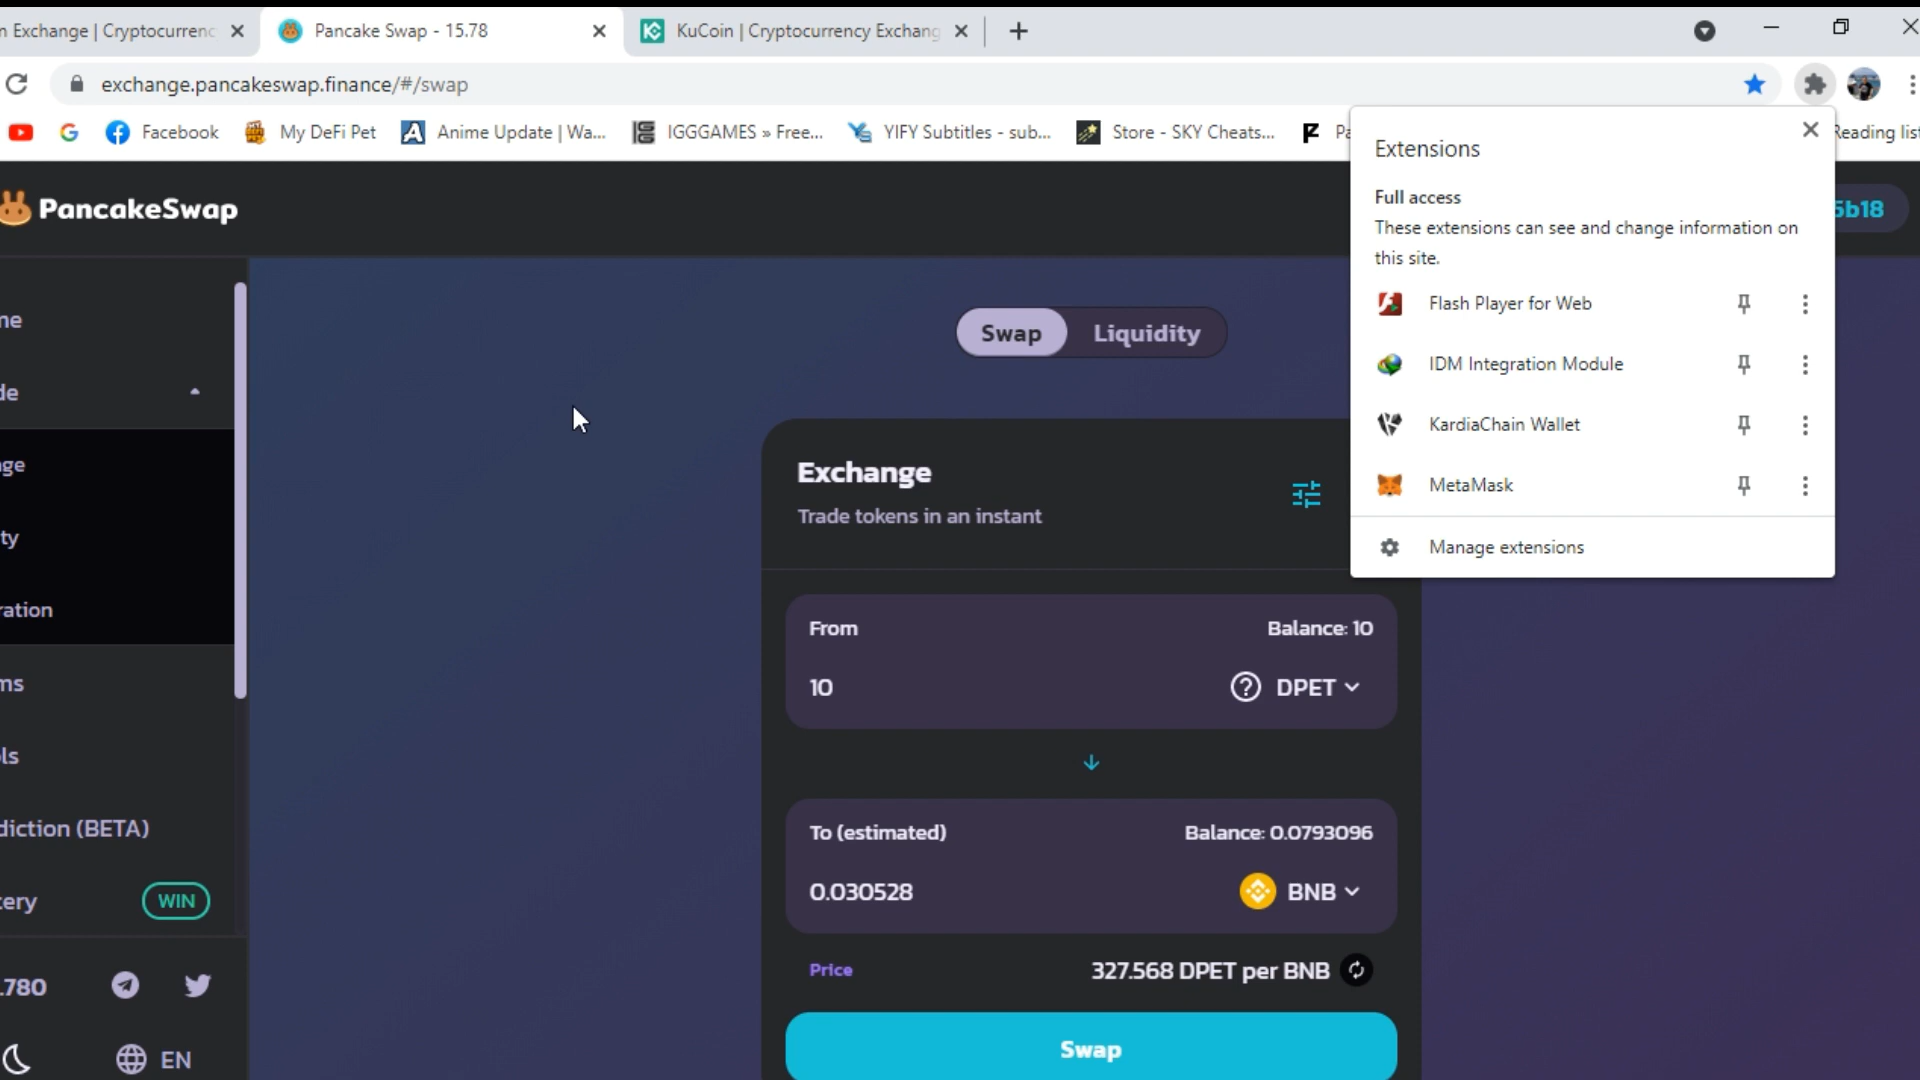 n Exchange | Cryptocurrenc
Pancake Swap - 15.78
KuCoin | Cryptocurrency Exchang
exchange.pancakeswap.finance/#/swap
Facebook
My DeFi Pet
Anime Update | Wa...
IGGGAMES » Free...
YIFY Subtitles - sub...
Store - SKY Cheats...
Pa
Reading list
Extensions
Full access
These extensions can see and change information on
this site.
Flash Player for Web
IDM Integration Module
KardiaChain Wallet
MetaMask
Manage extensions
PancakeSwap
5b18
me
de
nge
ty
ration
ms
ls
diction (BETA)
tery
WIN
.780
EN
Swap
Liquidity
Exchange
Trade tokens in an instant
From
Balance: 10
10
DPET
To (estimated)
Balance: 0.0793096
0.030528
BNB
Price
327.568 DPET per BNB
Swap